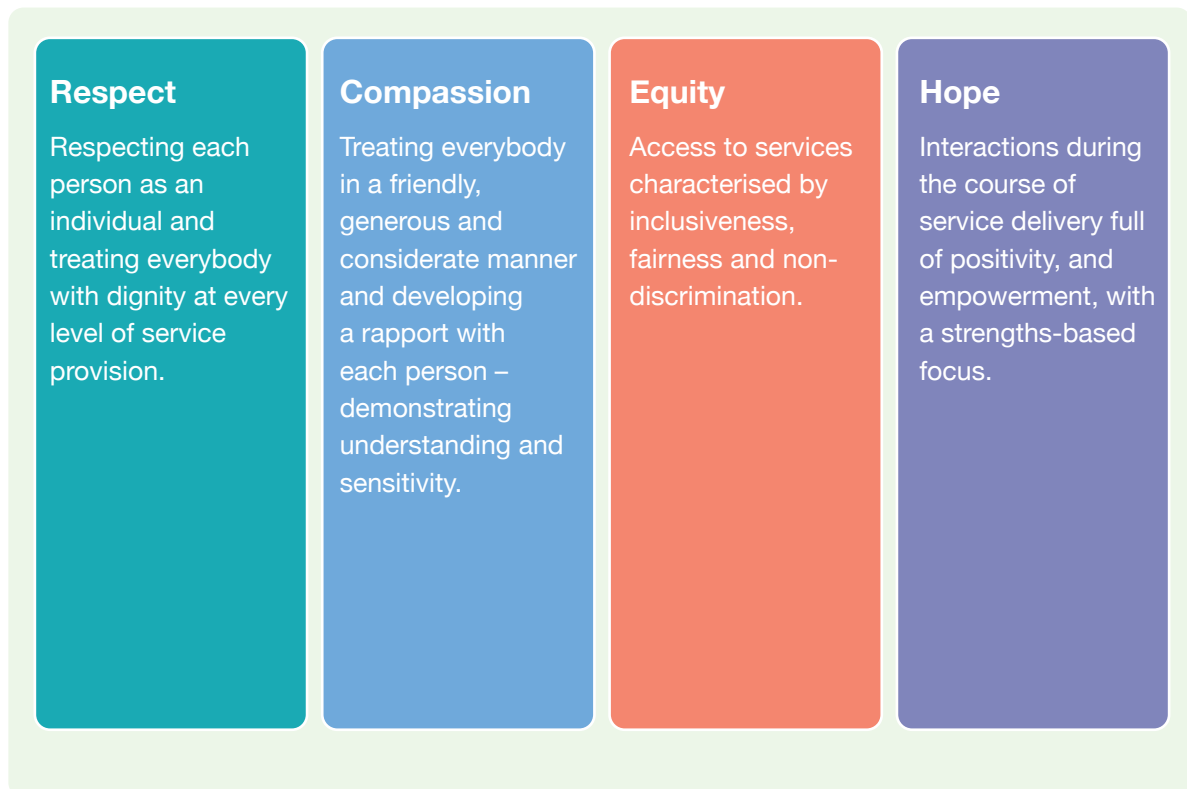 Respect
Respecting each
person as an
individual and
treating everybody
with dignity at every
level of service
provision.
Compassion
Treating everybody
in a friendly,
generous and
considerate manner
and developing
a rapport with
each person –
demonstrating
understanding and
sensitivity.
Equity
Access to services
characterised by
inclusiveness,
fairness and non-
discrimination.
Hope
Interactions during
the course of
service delivery full
of positivity, and
empowerment, with
a strengths-based
focus.